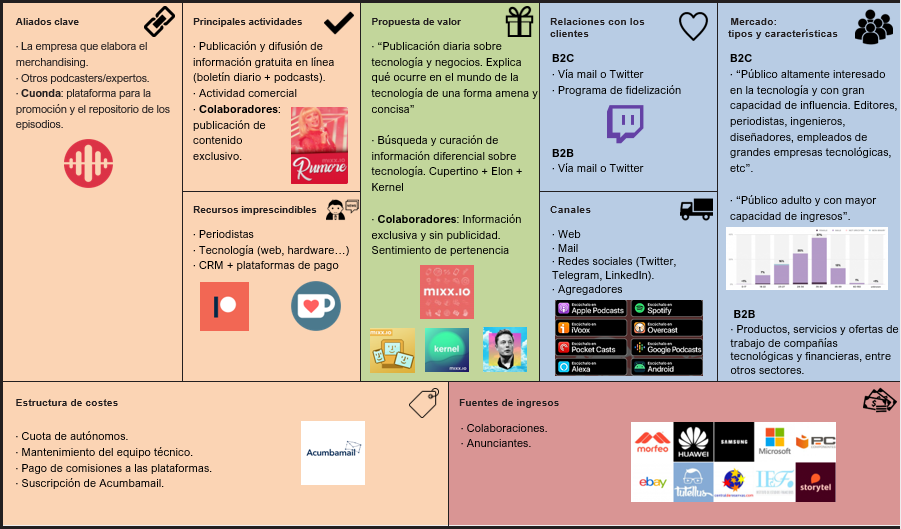 Aliados clave
· La empresa que elabora el
merchandising.
· Otros podcasters/expertos.
· Cuonda: plataforma para la
promoción y el repositorio de los
episodios.
Principales actividades
· Publicación y difusión de
información gratuita en línea
(boletín diario + podcasts).
· Actividad comercial
· Colaboradores:
publicación de
contenido
exclusivo.
mixx.io
Rumore
Recursos imprescindibles
· Periodistas
· Tecnología (web, hardware…)
· CRM + plataformas de pago
Propuesta de valor
· “Publicación diaria sobre
tecnología y negocios. Explica
qué ocurre en el mundo de la
tecnología de una forma amena y
concisa”
· Búsqueda y curación de
información diferencial sobre
tecnología. Cupertino + Elon +
Kernel
· Colaboradores: Información
exclusiva y sin publicidad.
Sentimiento de pertenencia
mixx.io
mixx.io
kernel
mixx.io
Relaciones con los
clientes
B2C
· Vía mail o Twitter
· Programa de fidelización
B2B
· Vía mail o Twitter
Canales
· Web
· Mail
· Redes sociales (Twitter,
Telegram, LinkedIn).
· Agregadores
Escúchalo en
Apple Podcasts
Escúchalo en
Spotify
Escúchalo en
iVoox
Escúchalo en
Overcast
Escúchalo en
Pocket Casts
Escúchalo en
Google Podcasts
Escúchalo en
Alexa
Escúchalo en
Android
Mercado:
tipos y características
B2C
· “Público altamente interesado
en la tecnología y con gran
capacidad de influencia. Editores,
periodistas, ingenieros,
diseñadores, empleados de
grandes empresas tecnológicas,
etc”.
· “Público adulto y con mayor
capacidad de ingresos”.
B2B
· Productos, servicios y ofertas de
trabajo de compañías
tecnológicas y financieras, entre
otros sectores.
Estructura de costes
· Cuota de autónomos.
· Mantenimiento del equipo técnico.
· Pago de comisiones a las plataformas.
· Suscripción de Acumbamail.
Acumbamail
Fuentes de ingresos
· Colaboraciones.
· Anunciantes.
morfeo
HUAWEI
SAMSUNG
Microsoft
PC
ebay
tutellus
storytel